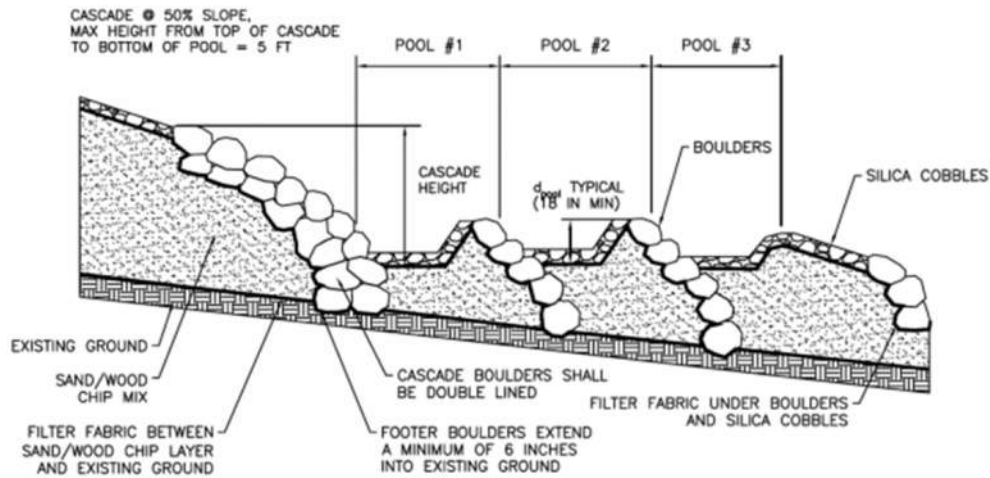 CASCADE @ 50% SLOPE,
MAX HEIGHT FROM TOP OF CASCADE
TO BOTTOM OF POOL = 5 FT
POOL #1
POOL #2
POOL #3
BOULDERS
SILICA COBBLES
CASCADE
HEIGHT
dpool TYPICAL
(18 IN MIN)
EXISTING GROUND
SAND/WOOD
CHIP MIX
FILTER FABRIC BETWEEN
SAND/WOOD CHIP LAYER
AND EXISTING GROUND
CASCADE BOULDERS SHALL
BE DOUBLE LINED
FOOTER BOULDERS EXTEND
A MINIMUM OF 6 INCHES
INTO EXISTING GROUND
FILTER FABRIC UNDER BOULDERS
AND SILICA COBBLES